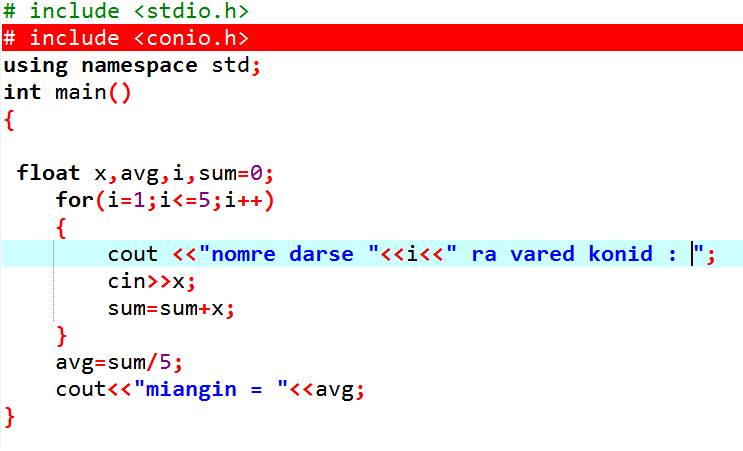 # include <stdio.h>
# include <conio.h>
using namespace std;
int main()
{
float x,avg,i,sum=0;
for(i=1;i<=5;i++)
{
cout <<"nomre darse "<<i<<" ra vared konid : ";
cin>>x;
sum=sum+x;
}
avg=sum/5;
cout<<"miangin = "<<avg;
}